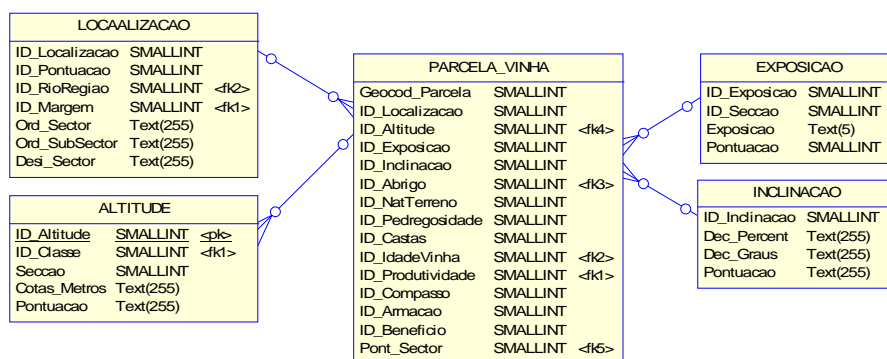 LOCAALIZACAO
ID_Localizacao SMALLINT
ID_Pontuacao SMALLINT
ID_RioRegiao SMALLINT <fk2>
ID_Margem SMALLINT <fk1>
Ord_Sector Text(255)
Ord_SubSector Text(255)
Desi_Sector Text(255)
ALTITUDE
ID_Altitude SMALLINT <pk>
ID_Classe SMALLINT <fk1>
Seccao SMALLINT
Cotas_Metros Text(255)
Pontuacao Text(255)
PARCELA_VINHA
Geocod_Parcela SMALLINT
ID_Localizacao SMALLINT
ID_Altitude SMALLINT <fk4>
ID_Exposicao SMALLINT
ID_Inclinacao SMALLINT
ID_Abrigo SMALLINT <fk3>
ID_NatTerreno SMALLINT
ID_Pedregosidade SMALLINT
ID_Castas SMALLINT
ID_IdadeVinha SMALLINT <fk2>
ID_Produtividade SMALLINT <fk1>
ID_Compasso SMALLINT
ID_Armacao SMALLINT
ID_Beneficio SMALLINT
Pont_Sector SMALLINT <fk5>
EXPOSICAO
ID_Exposicao SMALLINT
ID_Seccao SMALLINT
Exposicao Text(5)
Pontuacao SMALLINT
INCLINACAO
ID_Inclinacao SMALLINT
Dec_Percent Text(255)
Dec_Graus Text(255)
Pontuacao Text(255)